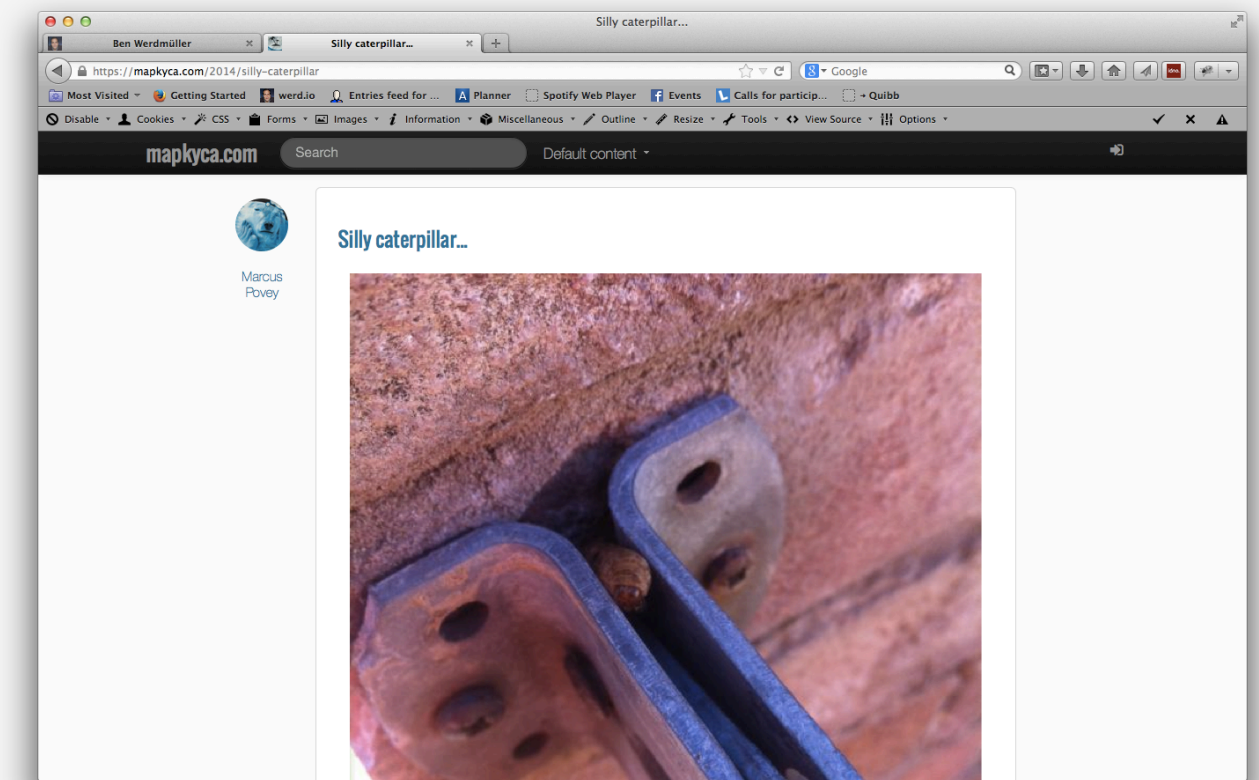 Silly caterpillar...
Ben Werdmüller
Silly caterpillar...
https://mapkyca.com/2014/silly-caterpillar
Google
Most Visited Getting Started werd.io Entries feed for ... Planner Spotify Web Player Events Calls for particip... → Quibb
Disable Cookies CSS Forms Images Information Miscellaneous Outline Resize Tools View Source Options
mapkyca.com Search Default content
Silly caterpillar...
Marcus
Povey